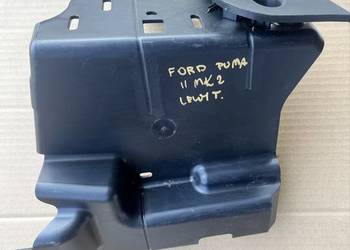 FORD PUMA
II MK2
LEWY T.